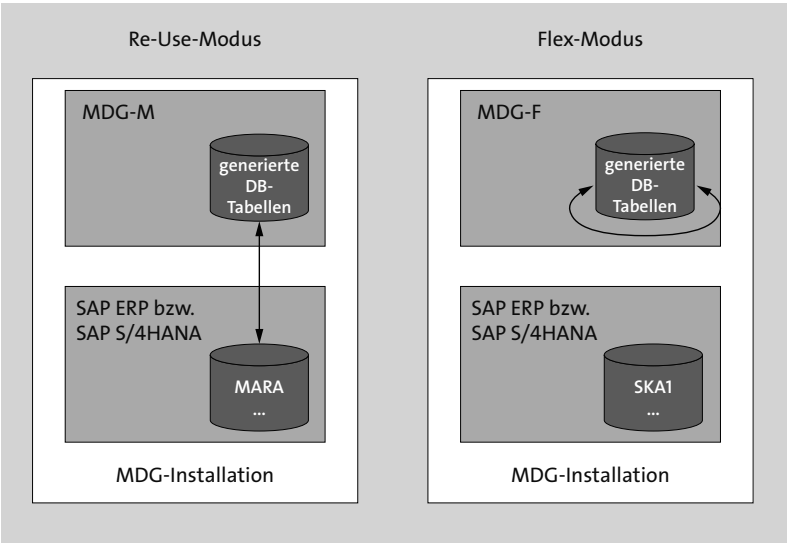 Re-Use-Modus
MDG-M
generierte
DB-
Tabellen
SAP ERP bzw.
SAP S/4HANA
MARA
...
MDG-Installation
Flex-Modus
MDG-F
generierte
DB-
Tabellen
SAP ERP bzw.
SAP S/4HANA
SKA1
...
MDG-Installation